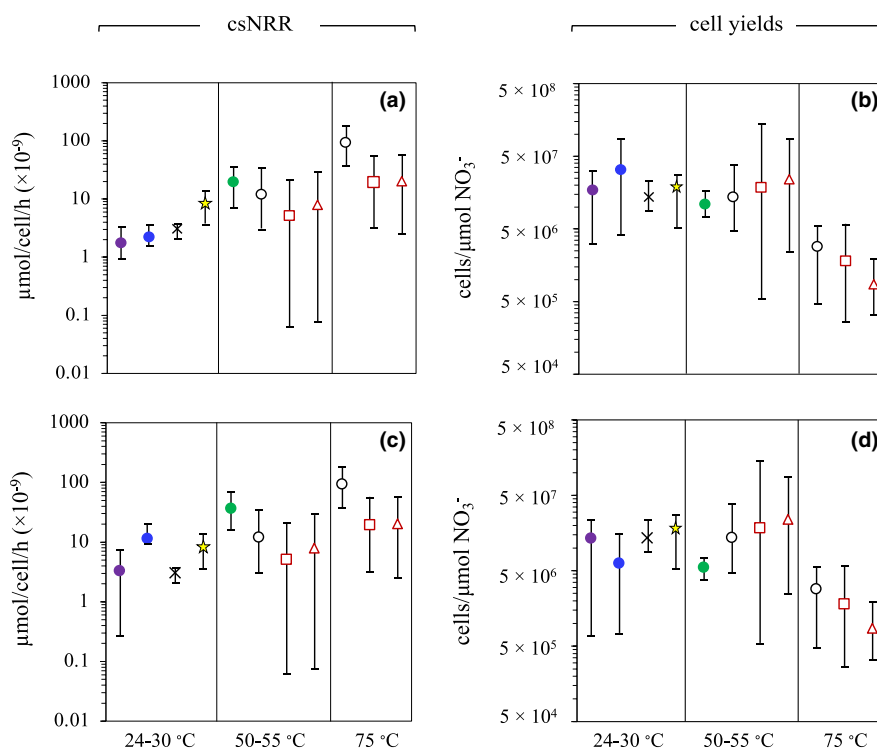 csNRR
cell yields
(a)
1000
100
10
1
0.1
0.01
µmol/cell/h (×10⁻⁹)
(b)
5 × 10⁸
5 × 10⁷
5 × 10⁶
5 × 10⁵
5 × 10⁴
cells/µmol NO₃⁻
(c)
1000
100
10
1
0.1
0.01
µmol/cell/h (×10⁻⁹)
24-30 °C
50-55 °C
75 °C
(d)
5 × 10⁸
5 × 10⁷
5 × 10⁶
5 × 10⁵
5 × 10⁴
cells/µmol NO₃⁻
24-30 °C
50-55 °C
75 °C